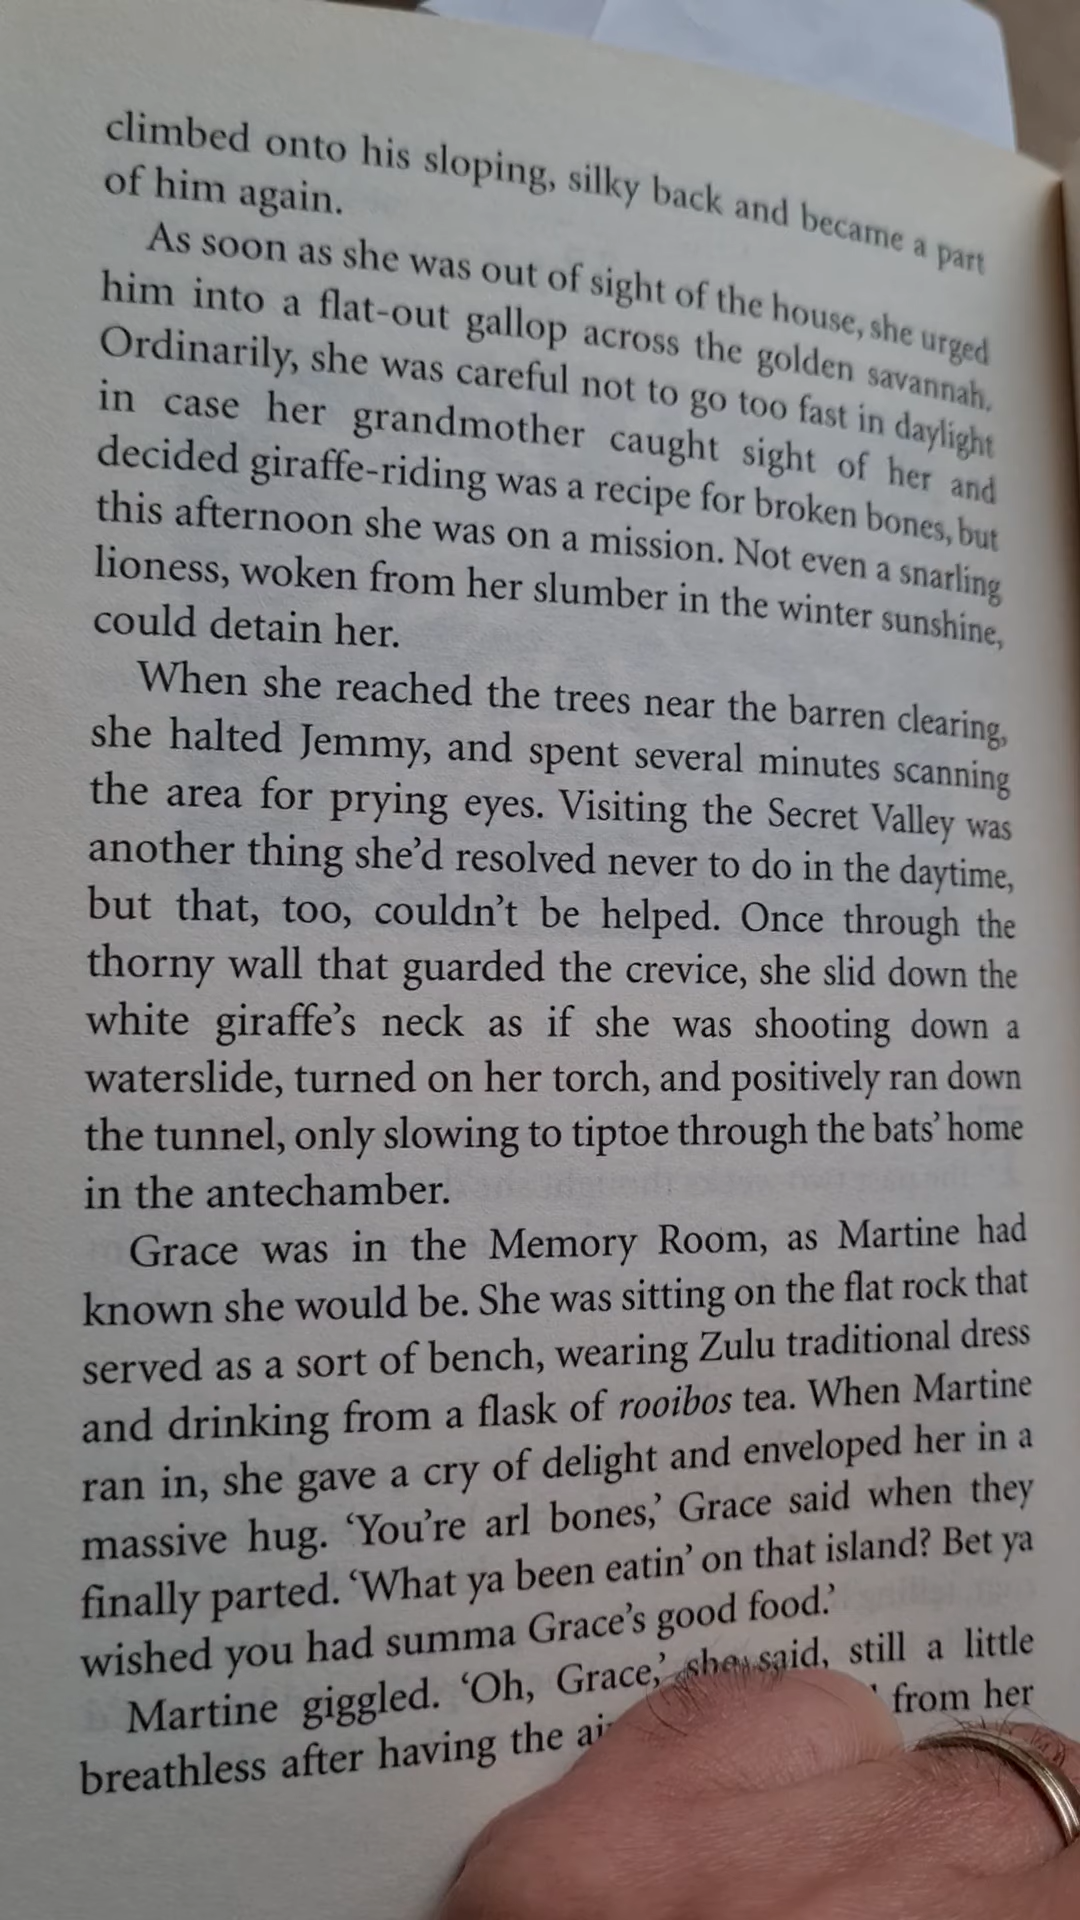 climbed onto his sloping, silky back and became a part
of him again.
As soon as she was out of sight of the house, she urged
him into a flat-out gallop across the golden savannah.
Ordinarily, she was careful not to go too fast in daylight
in case her grandmother caught sight of her and
decided giraffe-riding was a recipe for broken bones, but
this afternoon she was on a mission. Not even a snarling
lioness, woken from her slumber in the winter sunshine,
could detain her.
When she reached the trees near the barren clearing,
she halted Jemmy, and spent several minutes scanning
the area for prying eyes. Visiting the Secret Valley was
another thing she’d resolved never to do in the daytime,
but that, too, couldn’t be helped. Once through the
thorny wall that guarded the crevice, she slid down the
white giraffe’s neck as if she was shooting down a
waterslide, turned on her torch, and positively ran down
the tunnel, only slowing to tiptoe through the bats’ home
in the antechamber.
Grace was in the Memory Room, as Martine had
known she would be. She was sitting on the flat rock that
served as a sort of bench, wearing Zulu traditional dress
and drinking from a flask of rooibos tea. When Martine
ran in, she gave a cry of delight and enveloped her in a
massive hug. ‘You’re arl bones,’ Grace said when they
finally parted. ‘What ya been eatin’ on that island? Bet ya
wished you had summa Grace’s good food.’
Martine giggled. ‘Oh, Grace,’ she said, still a little
breathless after having the from her